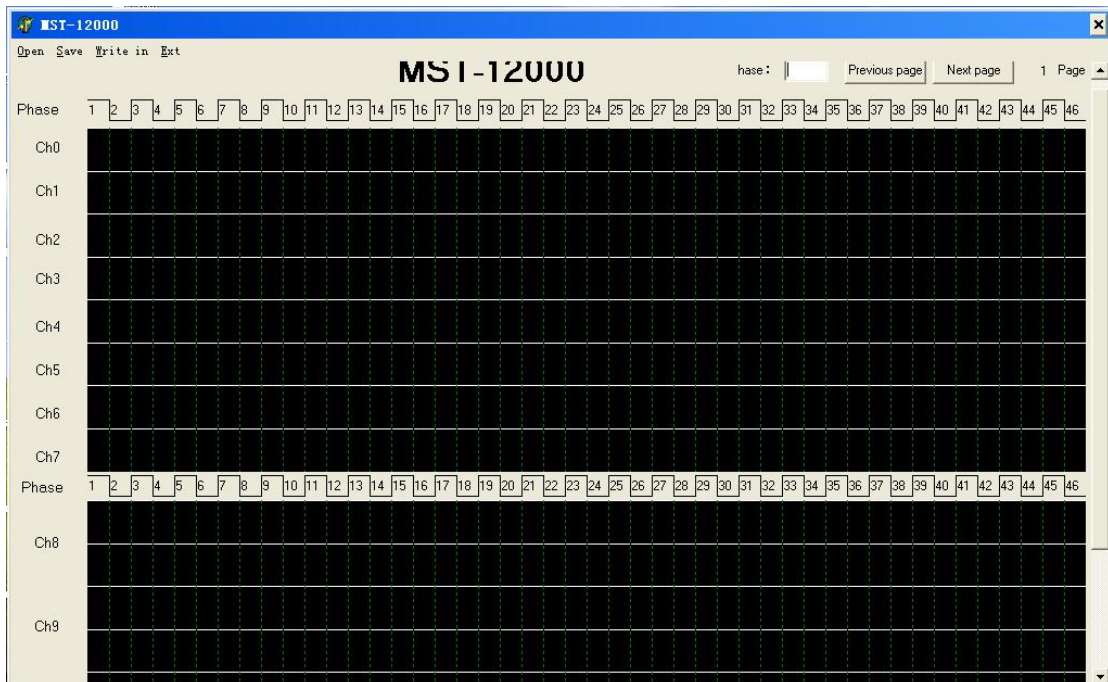 MST-12000
Open Save Write in Ext
MST-12000
hase: Previous page Next page 1 Page
Phase 1 2 3 4 5 6 7 8 9 10 11 12 13 14 15 16 17 18 19 20 21 22 23 24 25 26 27 28 29 30 31 32 33 34 35 36 37 38 39 40 41 42 43 44 45 46
Ch0
Ch1
Ch2
Ch3
Ch4
Ch5
Ch6
Ch7
Phase 1 2 3 4 5 6 7 8 9 10 11 12 13 14 15 16 17 18 19 20 21 22 23 24 25 26 27 28 29 30 31 32 33 34 35 36 37 38 39 40 41 42 43 44 45 46
Ch8
Ch9